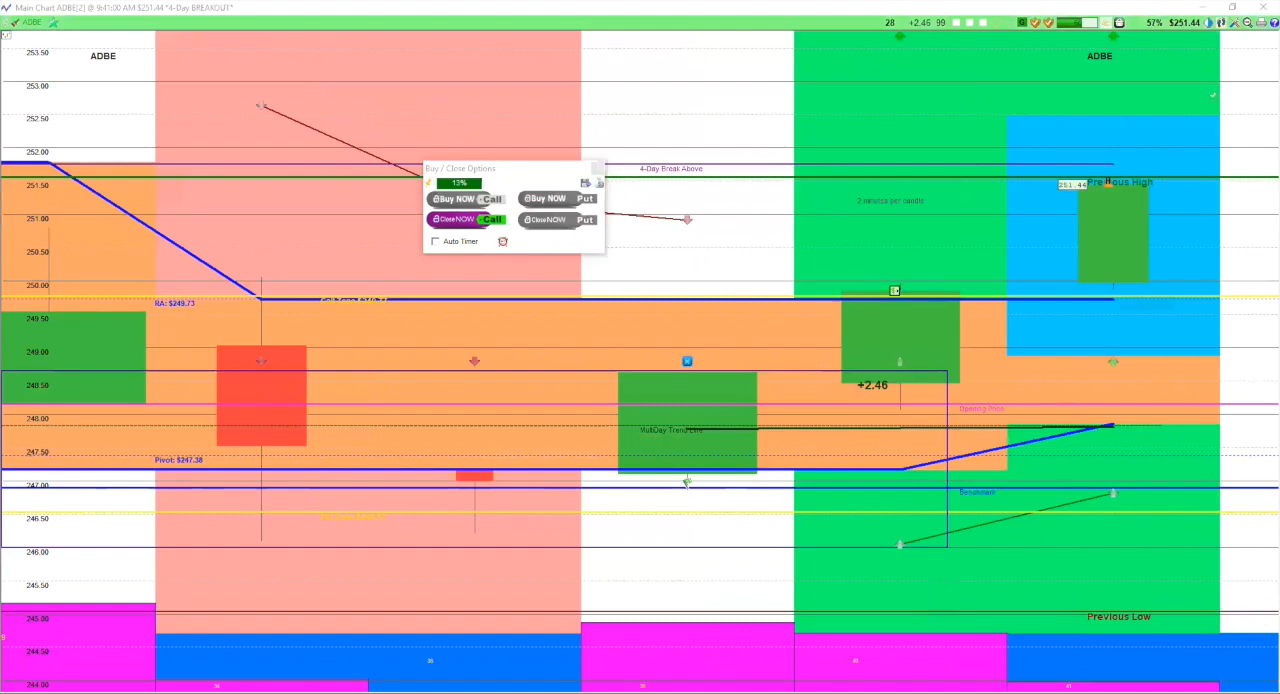 Main Chart ADBE[2] @ 9:41:00 AM $251.44 *4-Day BREAKOUT*
ADBE
28 +2.46 99
57% $251.44
253.50
ADBE
ADBE
253.00
252.50
252.00
4-Day Break Above
Buy / Close Options
13%
Buy NOW Call
Buy NOW Put
Close NOW Call
Close NOW Put
Auto Timer
251.50
251.44
Previous High
2 minutes per candle
251.00
250.50
250.00
RA: $249.73
249.50
249.00
248.50
+2.46
Opening Price
248.00
MultiDay Trend Line
247.50
Pivot: $247.38
247.00
Benchmark
246.50
246.00
245.50
245.00
Previous Low
244.50
244.00